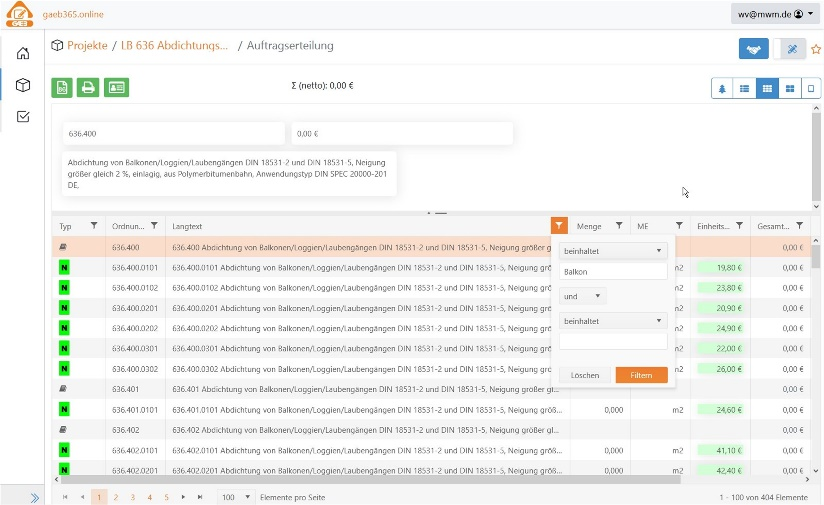 GAEB
gaeb365.online
wv@mwm.de
Projekte / LB 636 Abdichtungs... / Auftragserteilung
Σ (netto): 0,00 €
636.400 0,00 €
Abdichtung von Balkonen/Loggien/Laubengängen DIN 18531-2 und DIN 18531-5, Neigung
größer gleich 2 %, einlagig, aus Polymerbitumenbahn, Anwendungstyp DIN SPEC 20000-201
DE,
Typ Ordnun... Langtext Menge ME Einheits... Gesamt...
636.400 636.400 Abdichtung von Balkonen/Loggien/Laubengängen DIN 18531-2 und DIN 18531-5, Neigung größer g 0,00 €
N 636.400.0101 636.400.0101 Abdichtung von Balkonen/Loggien/Laubengängen DIN 18531-2 und DIN 18531-5, Neigung grö m2 19,80 € 0,00 €
N 636.400.0102 636.400.0102 Abdichtung von Balkonen/Loggien/Laubengängen DIN 18531-2 und DIN 18531-5, Neigung grö m2 23,80 € 0,00 €
N 636.400.0201 636.400.0201 Abdichtung von Balkonen/Loggien/Laubengängen DIN 18531-2 und DIN 18531-5, Neigung grö m2 20,90 € 0,00 €
N 636.400.0202 636.400.0202 Abdichtung von Balkonen/Loggien/Laubengängen DIN 18531-2 und DIN 18531-5, Neigung grö m2 24,90 € 0,00 €
N 636.400.0301 636.400.0301 Abdichtung von Balkonen/Loggien/Laubengängen DIN 18531-2 und DIN 18531-5, Neigung grö m2 22,00 € 0,00 €
N 636.400.0302 636.400.0302 Abdichtung von Balkonen/Loggien/Laubengängen DIN 18531-2 und DIN 18531-5, Neigung grö m2 26,00 € 0,00 €
636.401 636.401 Abdichtung von Balkonen/Loggien/Laubengängen DIN 18531-2 und DIN 18531-5, Neigung größer gl... 0,00 €
N 636.401.0101 636.401.0101 Abdichtung von Balkonen/Loggien/Laubengängen DIN 18531-2 und DIN 18531-5, Neigung größ... 0,000 m2 24,60 € 0,00 €
636.402 636.402 Abdichtung von Balkonen/Loggien/Laubengängen DIN 18531-2 und DIN 18531-5, Neigung größer gl... 0,00 €
N 636.402.0101 636.402.0101 Abdichtung von Balkonen/Loggien/Laubengängen DIN 18531-2 und DIN 18531-5, Neigung größ... 0,000 m2 41,10 € 0,00 €
N 636.402.0201 636.402.0201 Abdichtung von Balkonen/Loggien/Laubengängen DIN 18531-2 und DIN 18531-5, Neigung größ... 0,000 m2 42,40 € 0,00 €
beinhaltet
Balkon
und
beinhaltet
Löschen Filtern
1 2 3 4 5 100 Elemente pro Seite 1 - 100 von 404 Elemente